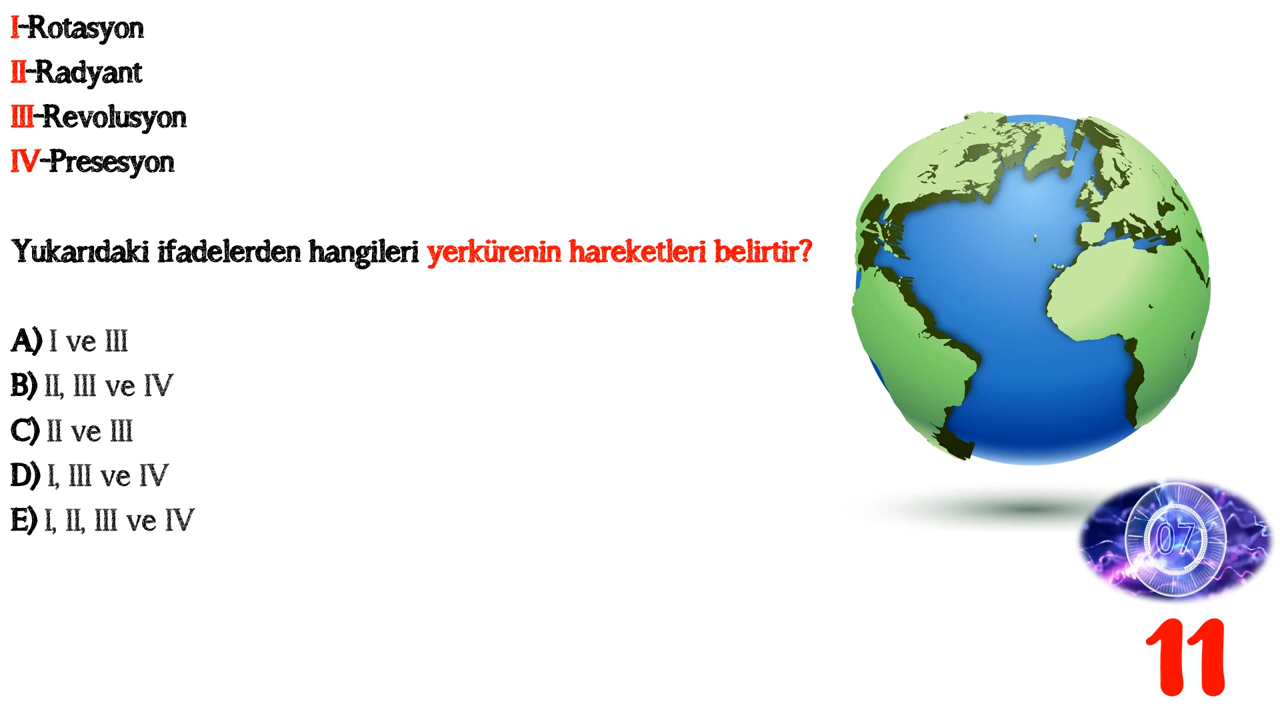 I-Rotasyon
II-Radyant
III-Revolusyon
IV-Presesyon
Yukarıdaki ifadelerden hangileri yerkürenin hareketleri belirtir?
A) I ve III
B) II, III ve IV
C) II ve III
D) I, III ve IV
E) I, II, III ve IV
07
11